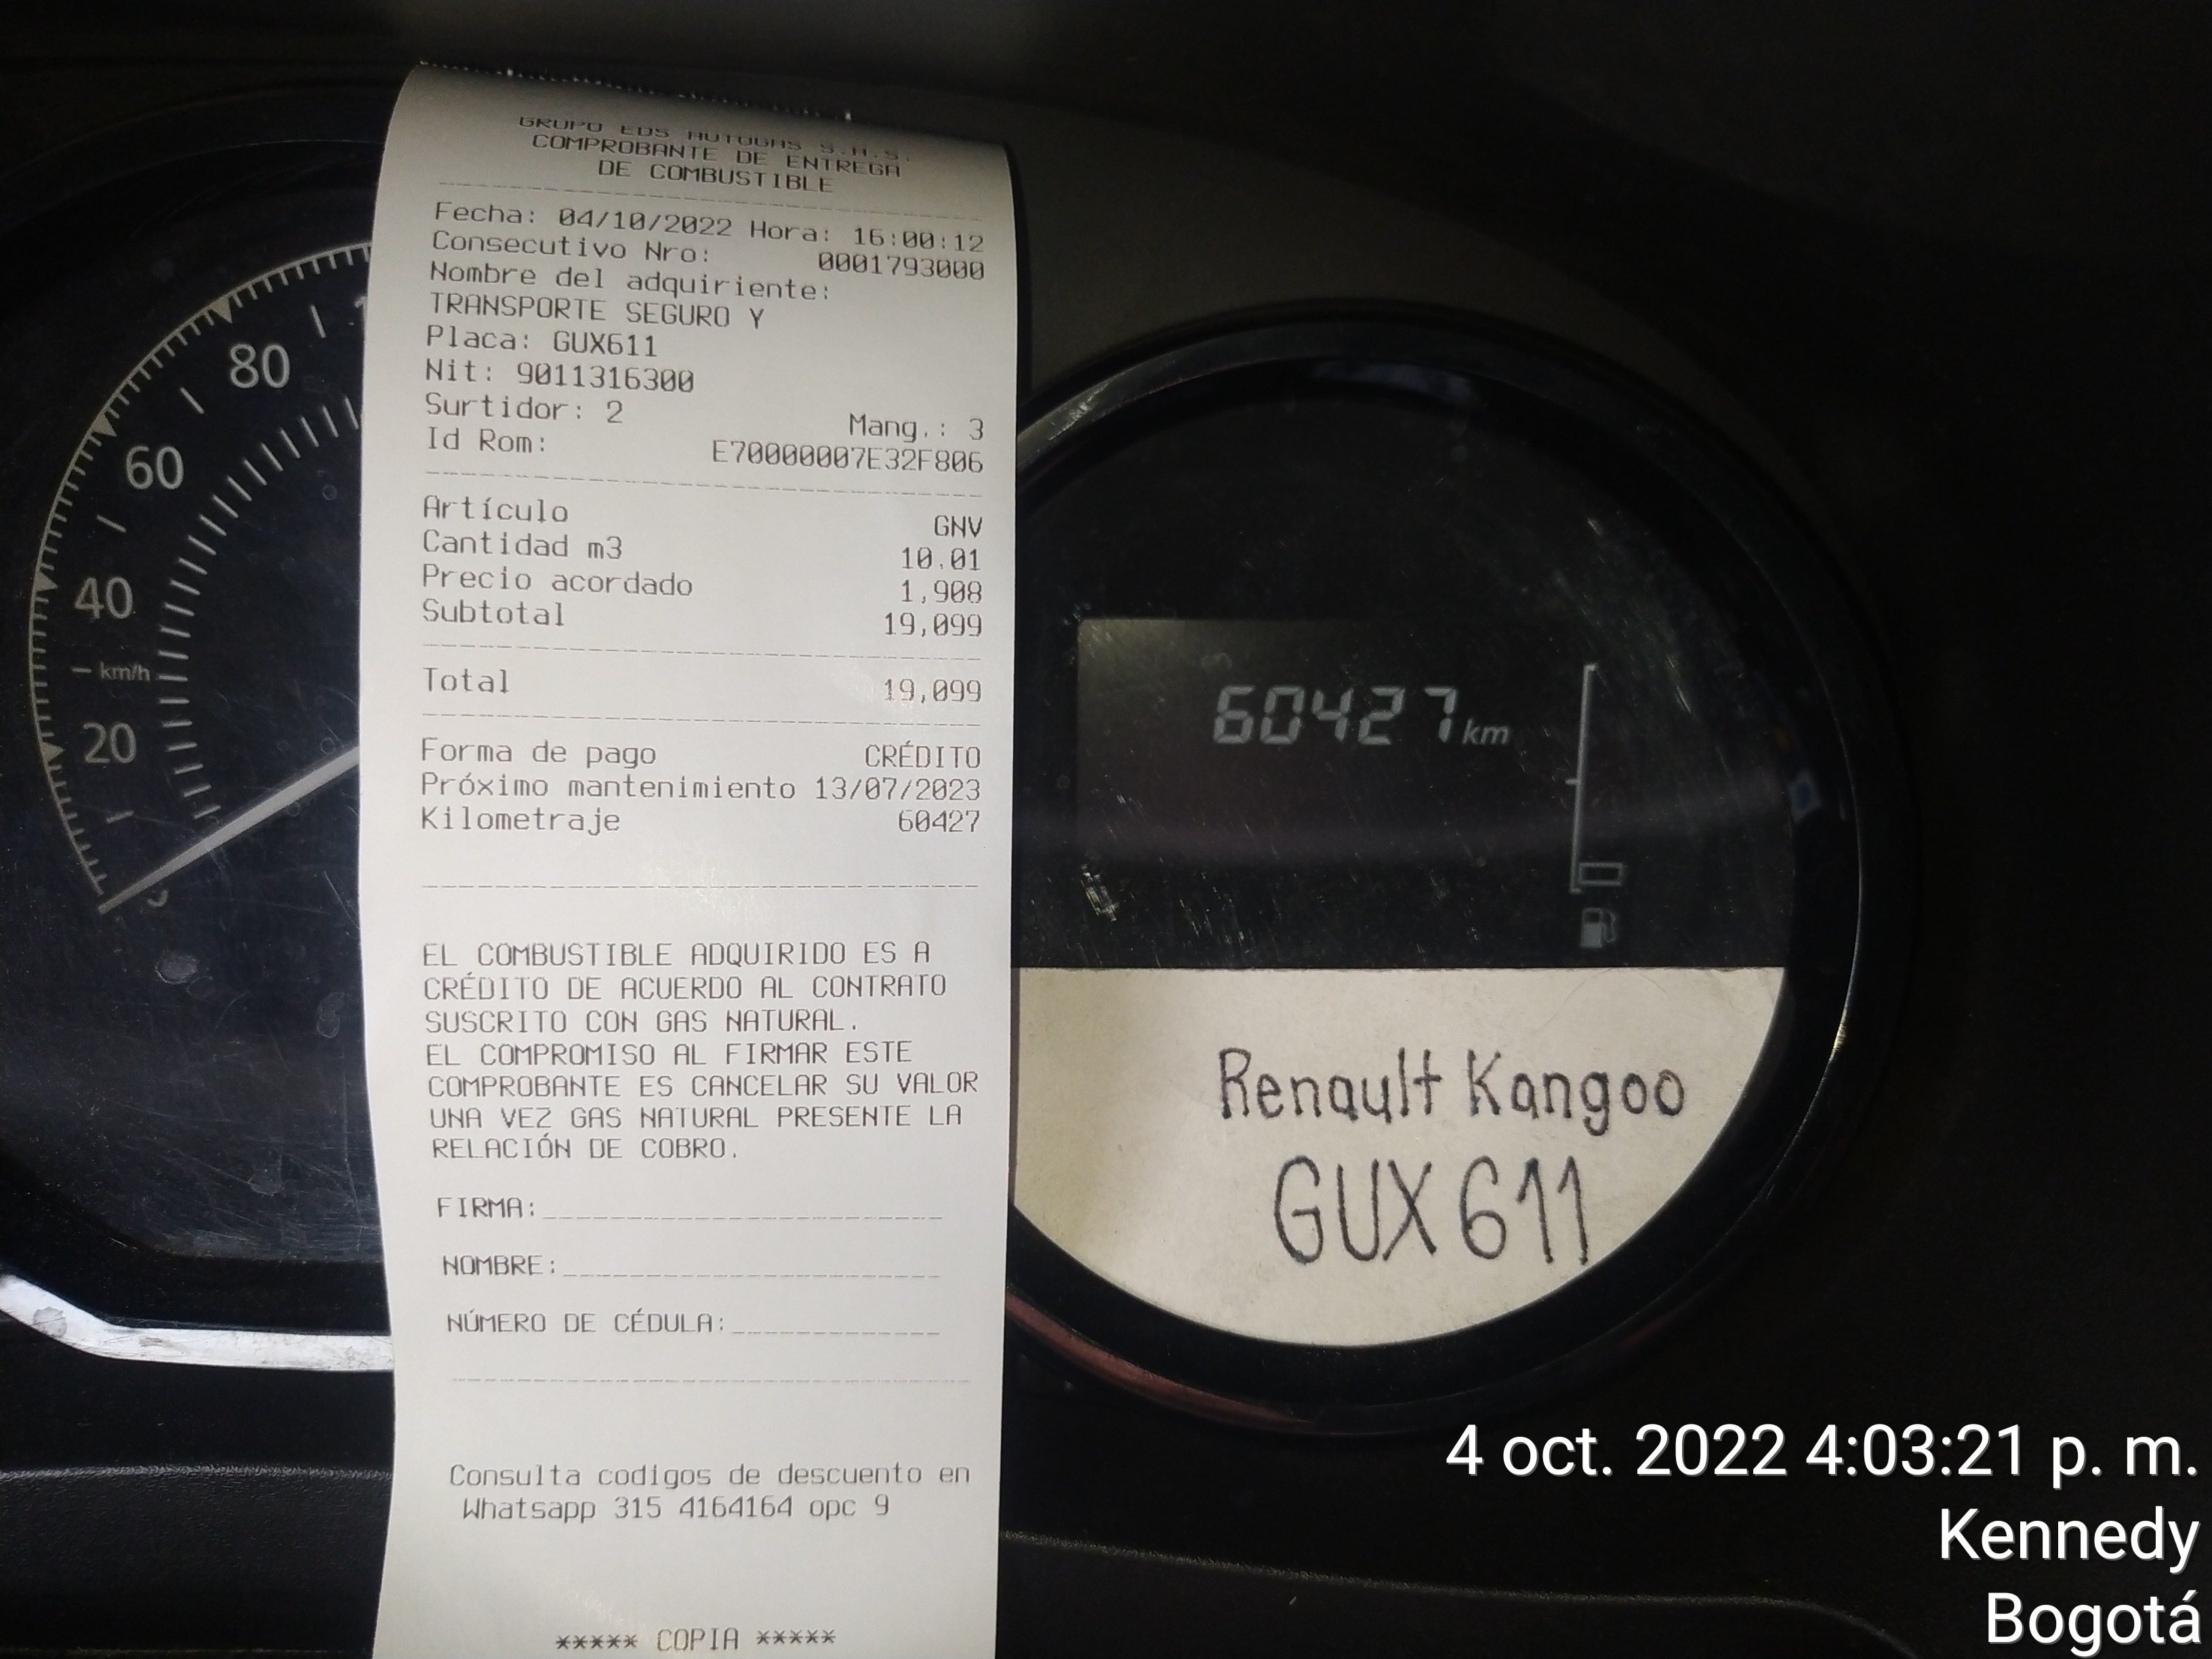 GRUPO EDS AUTOGAS S.A.S.
COMPROBANTE DE ENTREGA
DE COMBUSTIBLE
Fecha: 04/10/2022 Hora: 16:00:12
Consecutivo Nro: 0001793000
Nombre del adquiriente:
TRANSPORTE SEGURO Y
Placa: GUX611
Nit: 9011316300
Surtidor: 2 Mang.: 3
Id Rom: E70000007E32F806
Artículo GNV
Cantidad m3 10.01
Precio acordado 1,908
Subtotal 19,099
Total 19,099
Forma de pago CRÉDITO
Próximo mantenimiento 13/07/2023
Kilometraje 60427
EL COMBUSTIBLE ADQUIRIDO ES A
CRÉDITO DE ACUERDO AL CONTRATO
SUSCRITO CON GAS NATURAL.
EL COMPROMISO AL FIRMAR ESTE
COMPROBANTE ES CANCELAR SU VALOR
UNA VEZ GAS NATURAL PRESENTE LA
RELACIÓN DE COBRO.
FIRMA:
NOMBRE:
NÚMERO DE CÉDULA:
Consulta codigos de descuento en
Whatsapp 315 4164164 opc 9
***** COPIA *****
80
60
40
km/h
20
60427 km
Renault Kangoo
GUX 611
4 oct. 2022 4:03:21 p. m.
Kennedy
Bogotá